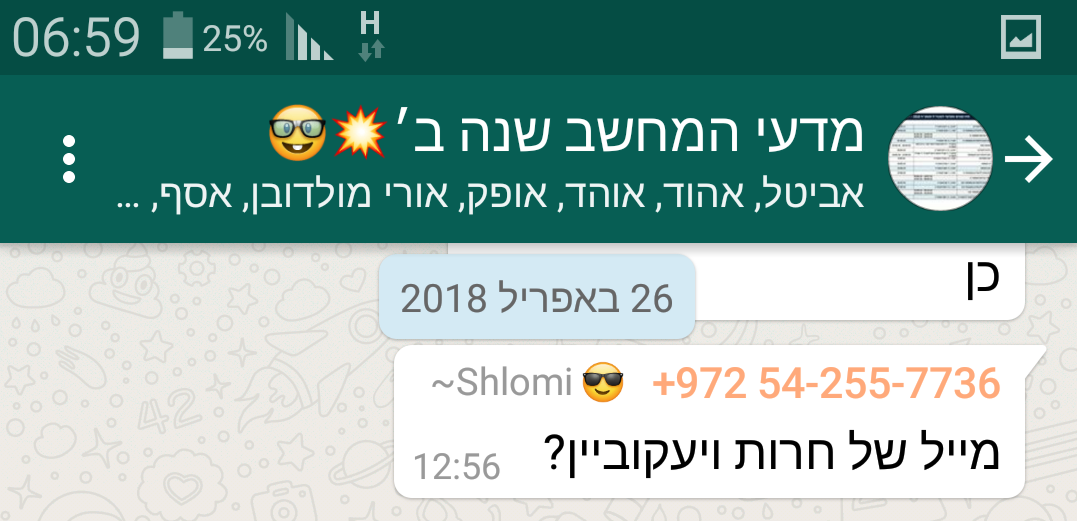 06:59 25% H
מדעי המחשב שנה ב׳ 💥🤓
אביטל, אהוד, אוהד, אופק, אורי מולדובן, אסף, ...
כן
26 באפריל 2018
+972 54-255-7736 ~Shlomi 😎
מייל של חרות ויעקוביין?
12:56